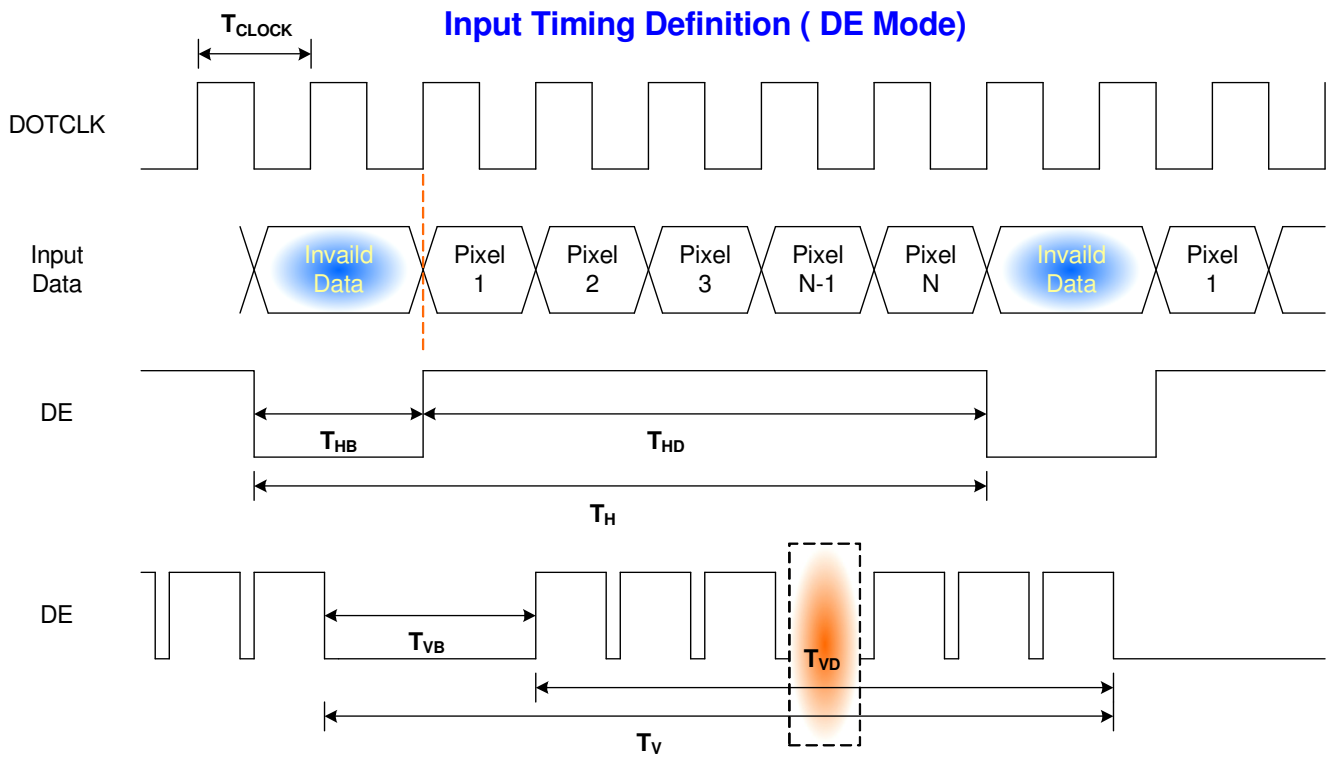 Input Timing Definition ( DE Mode)
TCLOCK
DOTCLK
Input
Data
Invaild
Data
Pixel
1
Pixel
2
Pixel
3
Pixel
N-1
Pixel
N
Invaild
Data
Pixel
1
DE
THB
THD
TH
DE
TVB
TVD
TV